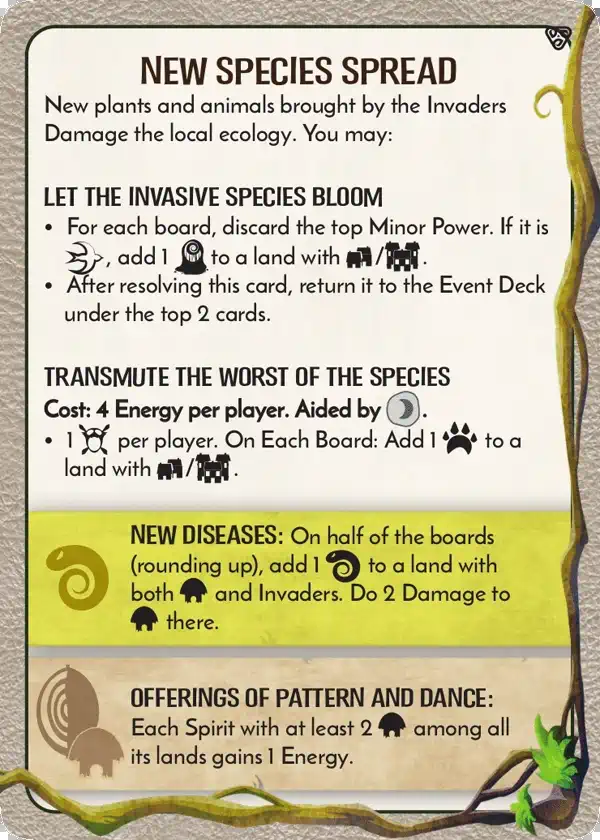 NEW SPECIES SPREAD
New plants and animals brought by the Invaders
Damage the local ecology. You may:
LET THE INVASIVE SPECIES BLOOM
• For each board, discard the top Minor Power. If it is
, add 1 to a land with / .
• After resolving this card, return it to the Event Deck
under the top 2 cards.
TRANSMUTE THE WORST OF THE SPECIES
Cost: 4 Energy per player. Aided by .
• 1 per player. On Each Board: Add 1 to a
land with / .
NEW DISEASES: On half of the boards
(rounding up), add 1 to a land with
both and Invaders. Do 2 Damage to
there.
OFFERINGS OF PATTERN AND DANCE:
Each Spirit with at least 2 among all
its lands gains 1 Energy.